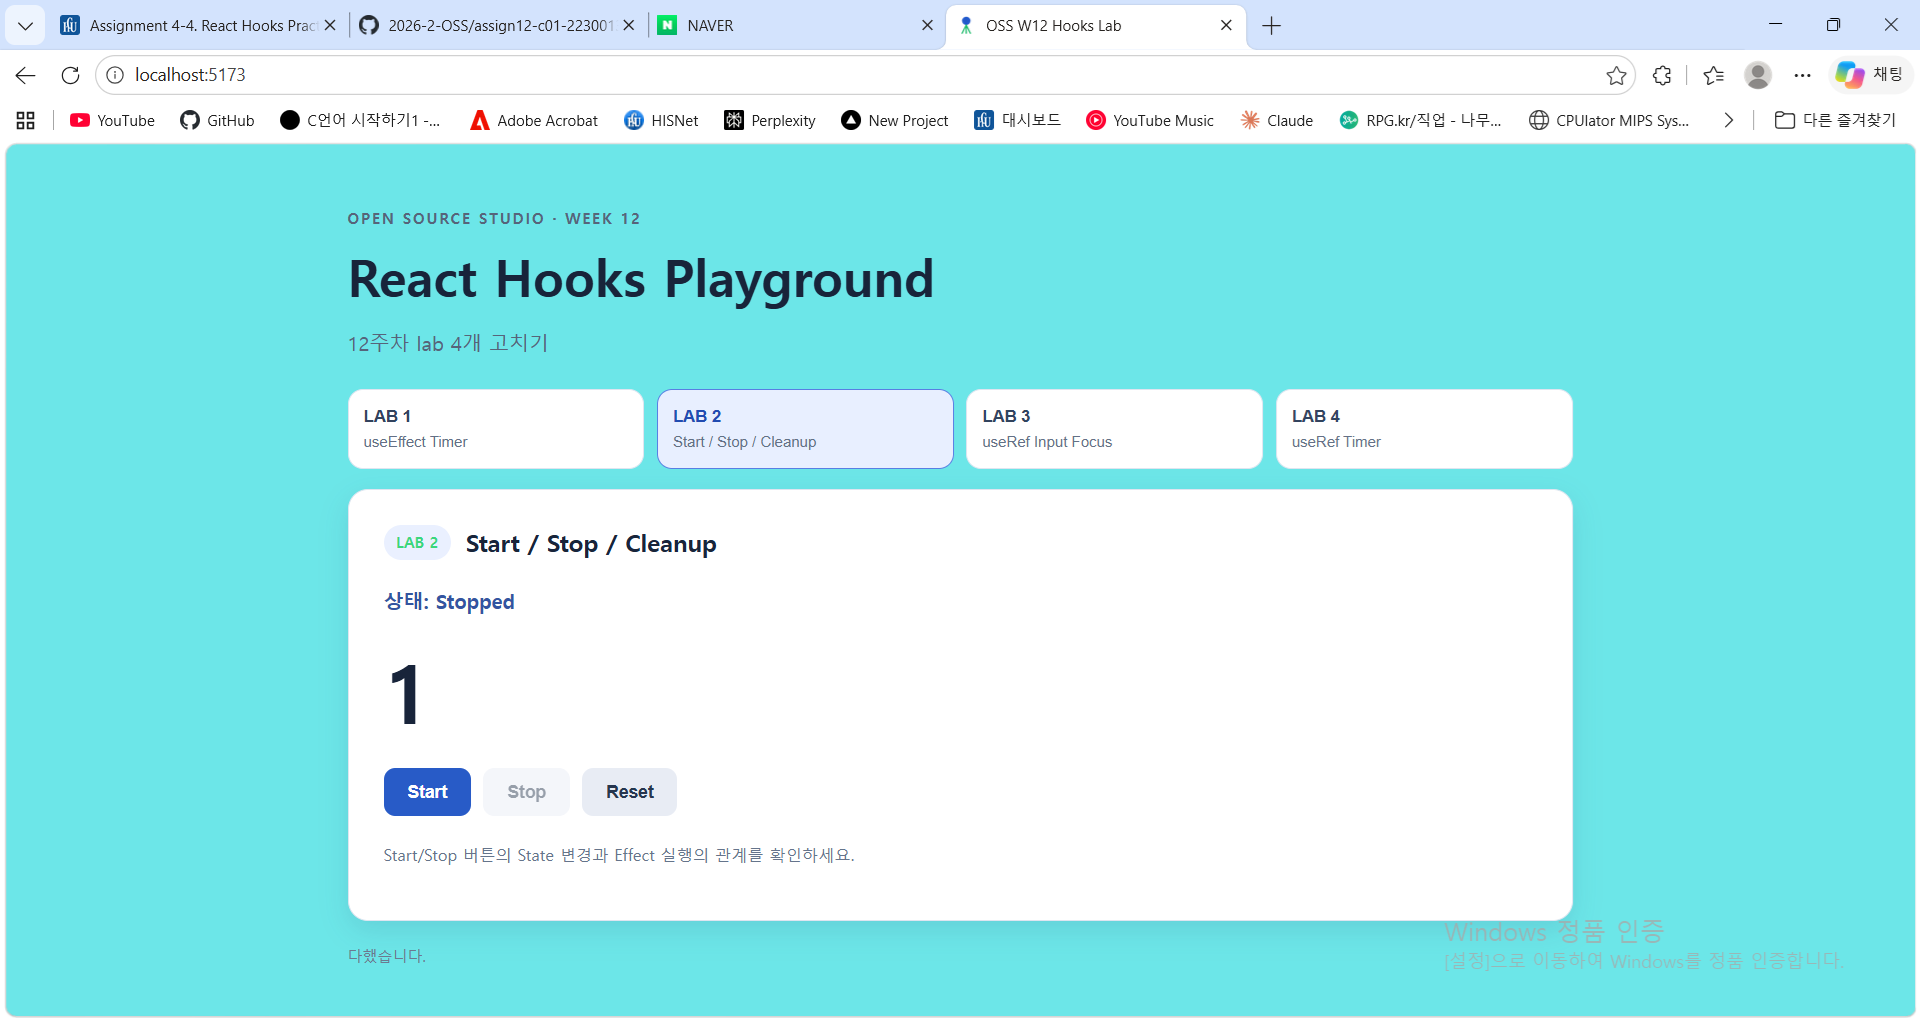 Assignment 4-4. React Hooks Prac
2026-2-OSS/assign12-c01-223001
NAVER
OSS W12 Hooks Lab
localhost:5173
채팅
YouTube
GitHub
C언어 시작하기1 -...
Adobe Acrobat
HISNet
Perplexity
New Project
대시보드
YouTube Music
Claude
RPG.kr/직업 - 나무...
CPUlator MIPS Sys...
다른 즐겨찾기
OPEN SOURCE STUDIO · WEEK 12
React Hooks Playground
12주차 lab 4개 고치기
LAB 1
useEffect Timer
LAB 2
Start / Stop / Cleanup
LAB 3
useRef Input Focus
LAB 4
useRef Timer
LAB 2
Start / Stop / Cleanup
상태: Stopped
1
Start
Stop
Reset
Start/Stop 버튼의 State 변경과 Effect 실행의 관계를 확인하세요.
다했습니다.
Windows 정품 인증
[설정]으로 이동하여 Windows를 정품 인증합니다.